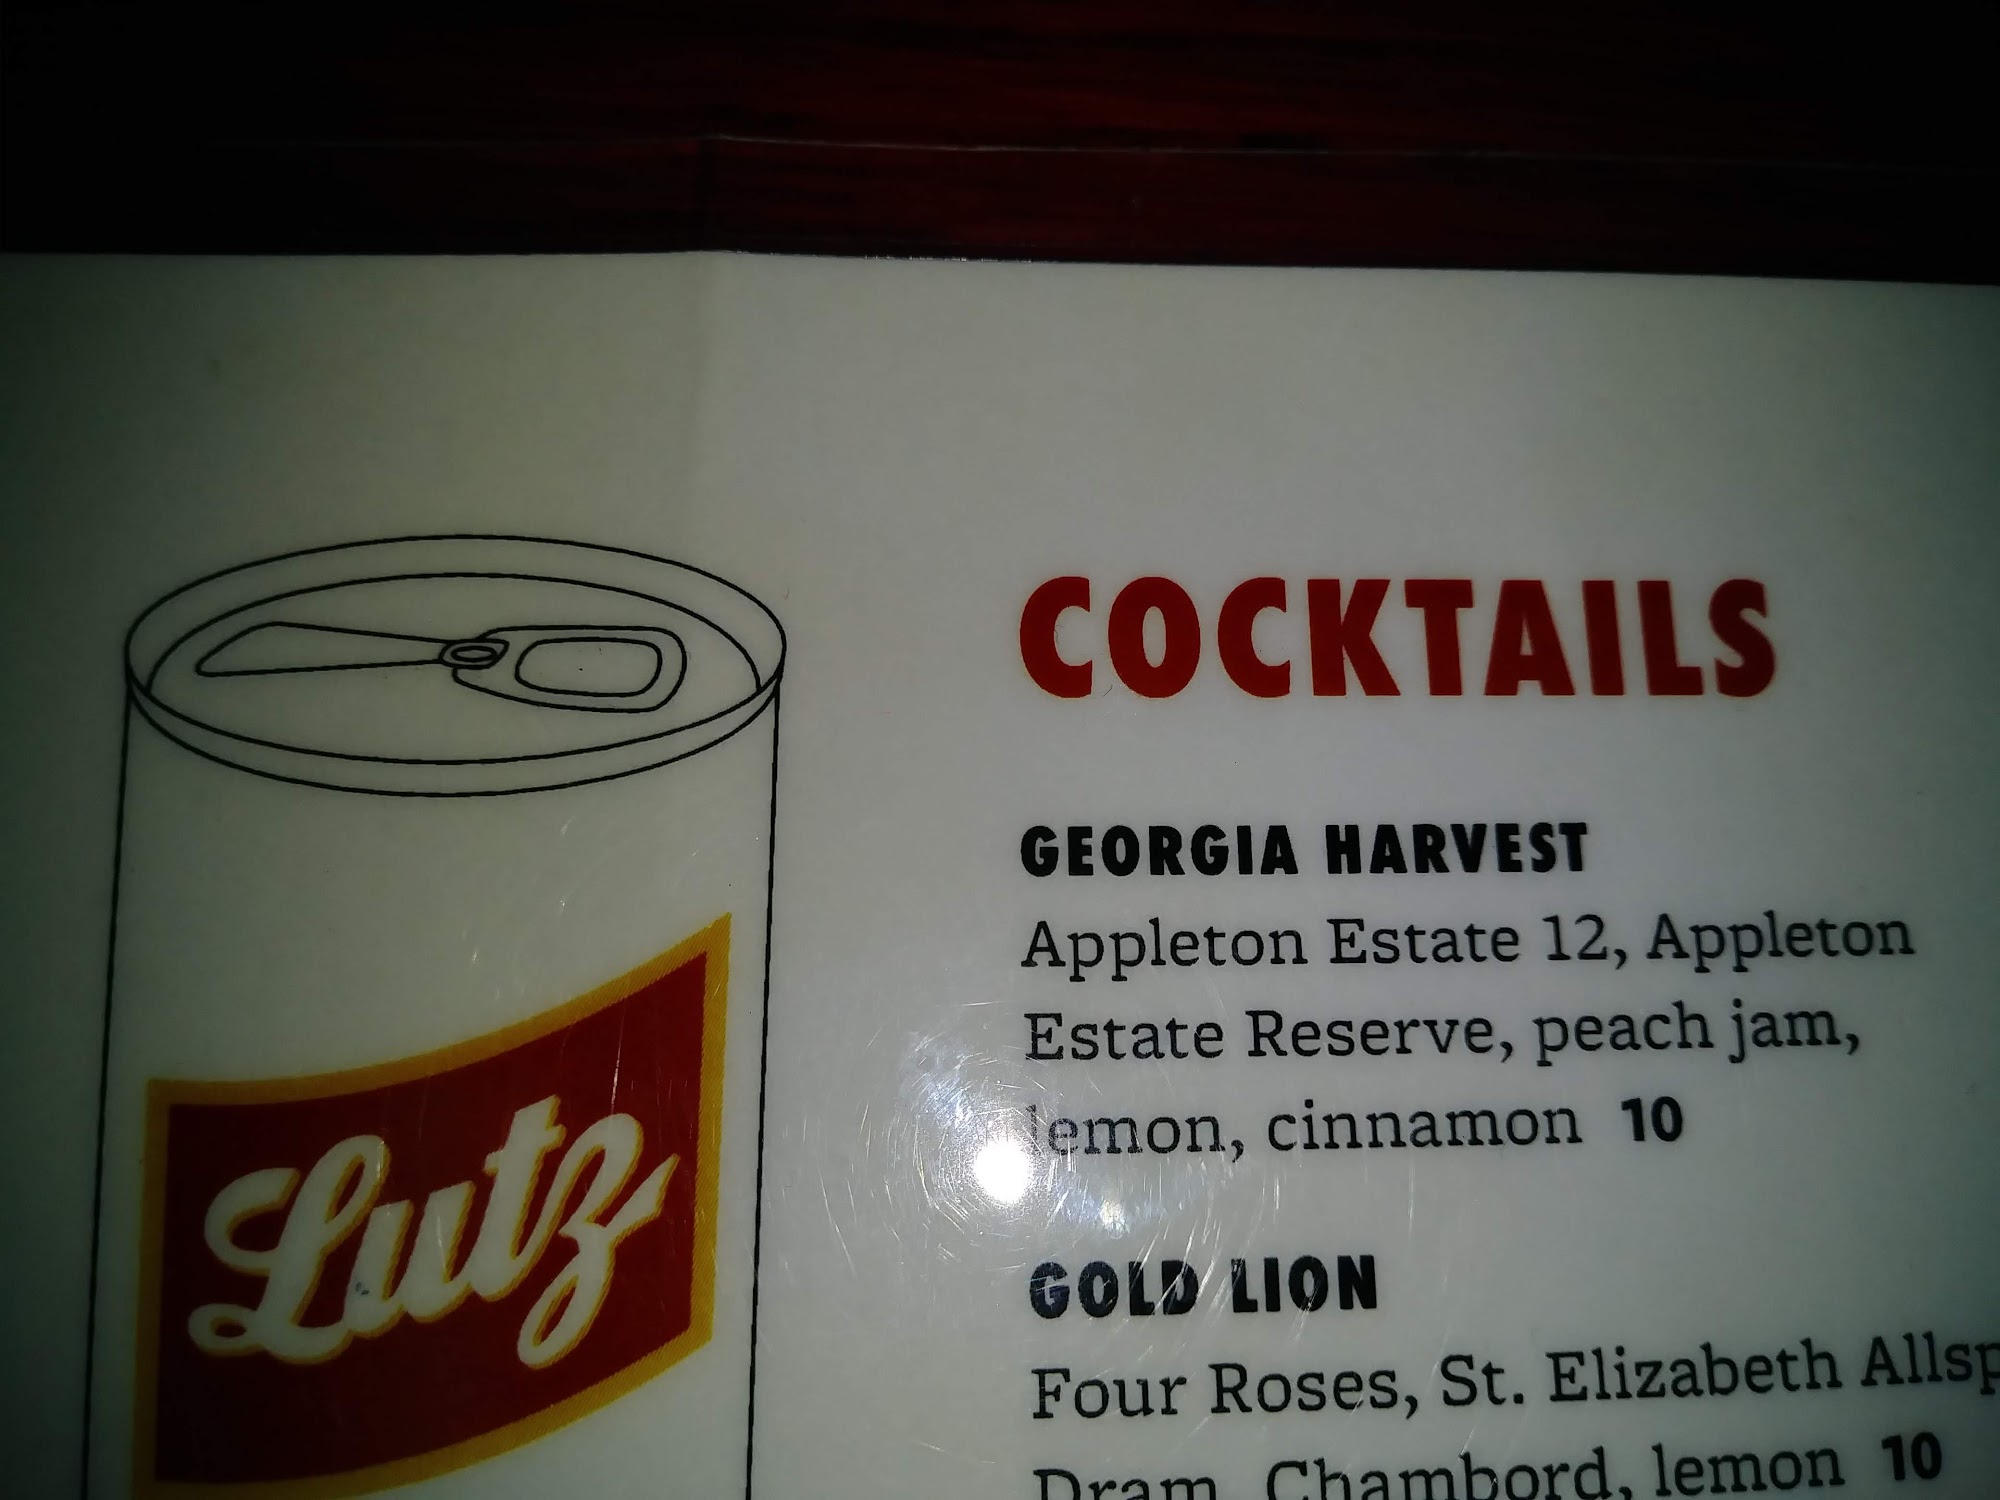 Lutz
COCKTAILS
GEORGIA HARVEST
Appleton Estate 12, Appleton
Estate Reserve, peach jam,
lemon, cinnamon 10
GOLD LION
Four Roses, St. Elizabeth
Dram, Chambord, lemon 10